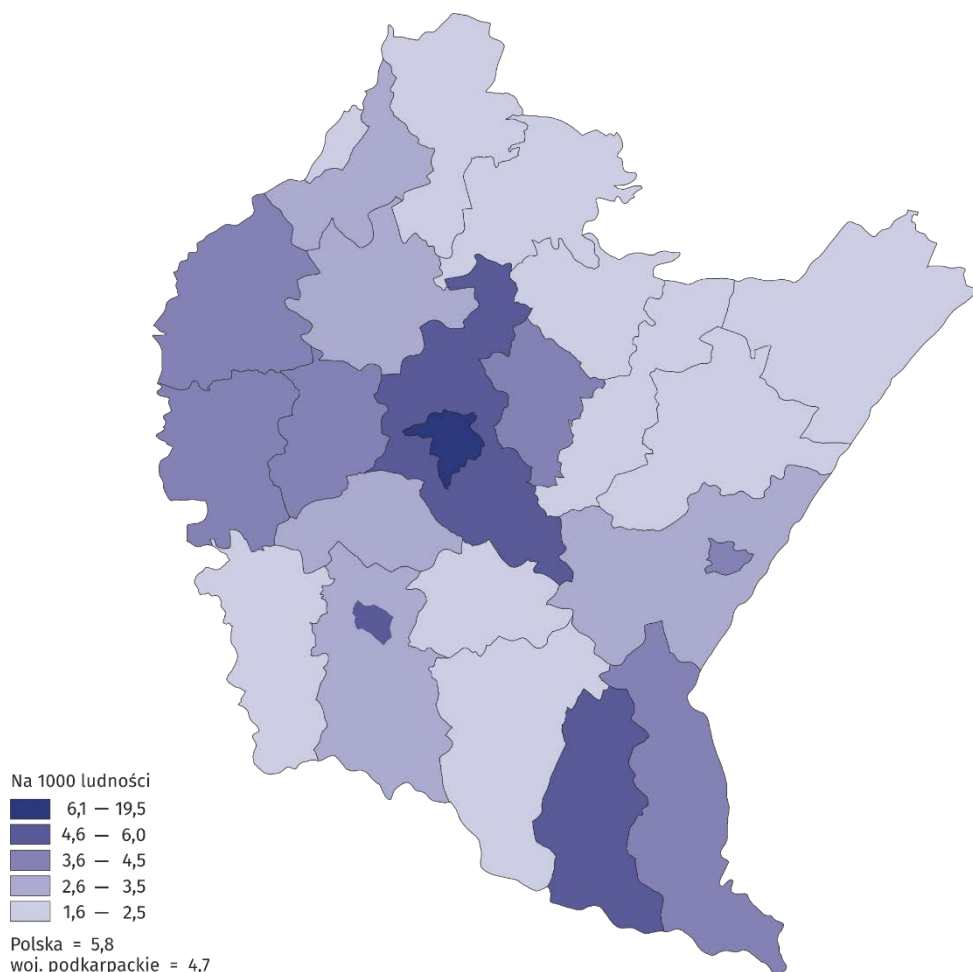 Na 1000 ludności
6,1 — 19,5
4,6 — 6,0
3,6 — 4,5
2,6 — 3,5
1,6 — 2,5
Polska = 5,8
woj. podkarpackie = 4,7